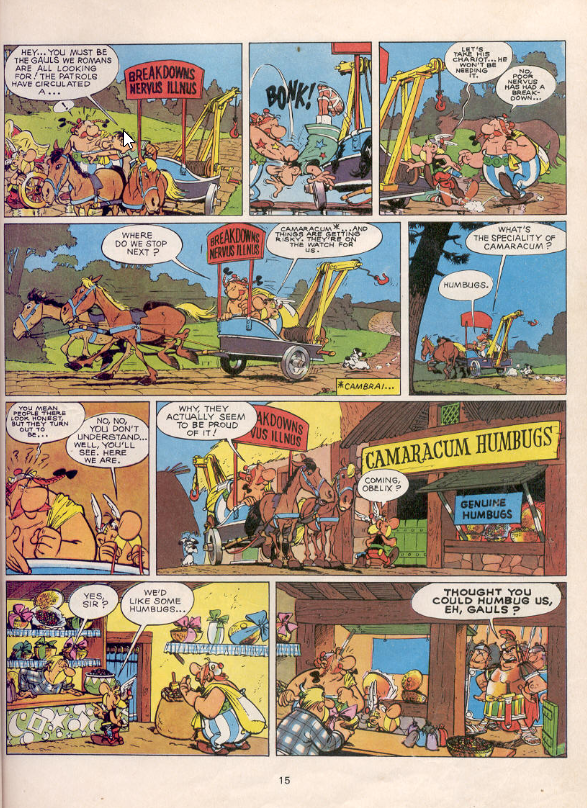 HEY...YOU MUST BE
THE GAULS WE ROMANS
ARE ALL LOOKING
FOR! THE PATROLS
HAVE CIRCULATED
A...
!
BREAKDOWNS
NERVUS ILLNUS
BONK!
LET'S
TAKE HIS
CHARIOT...HE
WON'T BE
NEEDING
IT.
NO,
POOR
NERVUS
HAS HAD A
BREAK-
DOWN...
WHERE
DO WE STOP
NEXT?
BREAKDOWNS
NERVUS ILLNUS
CAMARACUM*...AND
THINGS ARE GETTING
RISKY. THEY'RE ON
THE WATCH FOR
US.
*CAMBRAI...
WHAT'S
THE SPECIALITY OF
CAMARACUM?
HUMBUGS.
YOU MEAN
PEOPLE THERE
LOOK HONEST,
BUT THEY TURN
OUT TO
BE...
NO, NO,
YOU DON'T
UNDERSTAND...
WELL, YOU'LL
SEE. HERE
WE ARE.
WHY, THEY
ACTUALLY SEEM
TO BE PROUD
OF IT!
AKDOWNS
VUS ILLNUS
CAMARACUM HUMBUGS
COMING,
OBELIX?
GENUINE
HUMBUGS
YES,
SIR?
WE'D
LIKE SOME
HUMBUGS...
THOUGHT YOU
COULD HUMBUG US,
EH, GAULS?
15